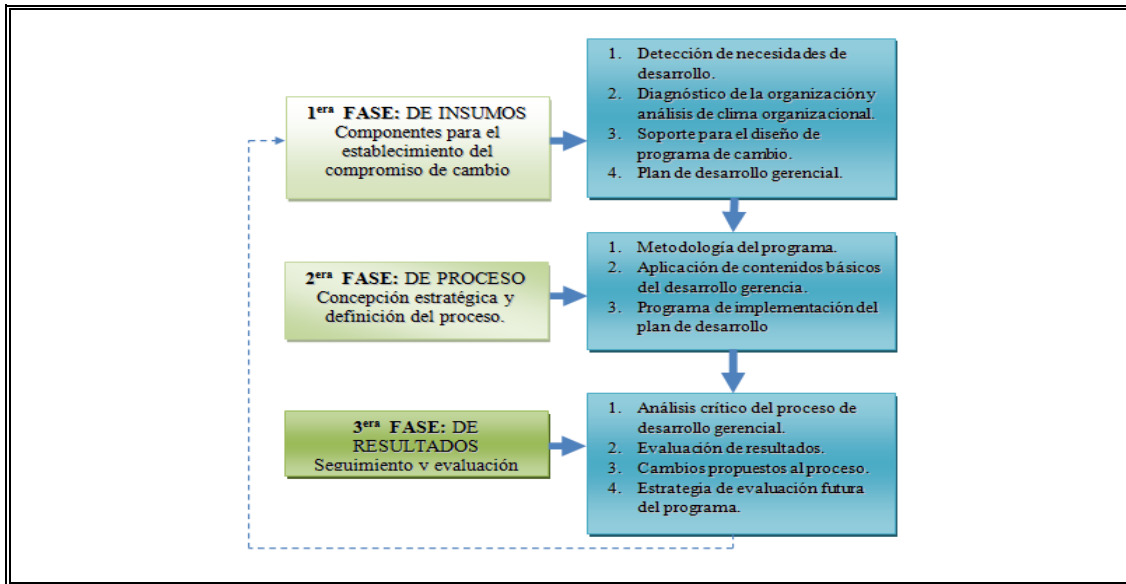 1era FASE: DE INSUMOS
Componentes para el
establecimiento del
compromiso de cambio
1. Detección de necesidades de
desarrollo.
2. Diagnóstico de la organización y
análisis de clima organizacional.
3. Soporte para el diseño de
programa de cambio.
4. Plan de desarrollo gerencial.
2era FASE: DE PROCESO
Concepción estratégica y
definición del proceso.
1. Metodología del programa.
2. Aplicación de contenidos básicos
del desarrollo gerencia.
3. Programa de implementación del
plan de desarrollo
3era FASE: DE
RESULTADOS
Seguimiento y evaluación
1. Análisis crítico del proceso de
desarrollo gerencial.
2. Evaluación de resultados.
3. Cambios propuestos al proceso.
4. Estrategia de evaluación futura
del programa.